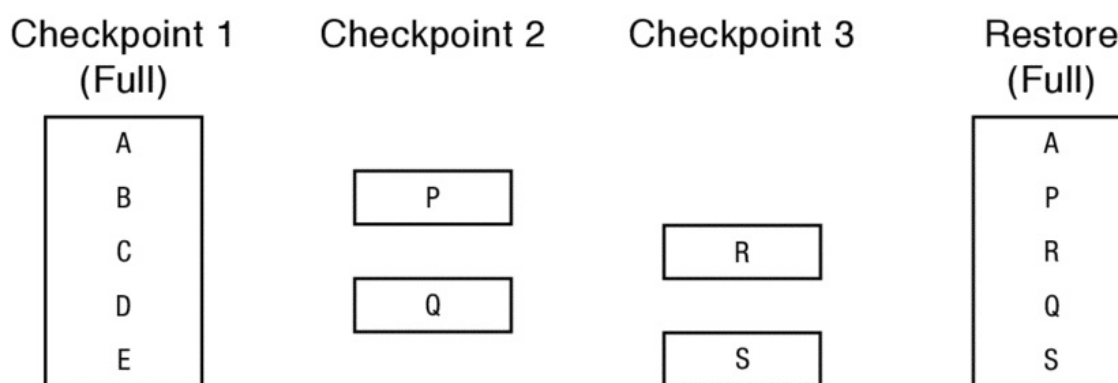 Checkpoint 1
(Full)
A
B
C
D
E
Checkpoint 2
P
Q
Checkpoint 3
R
S
Restore
(Full)
A
P
R
Q
S